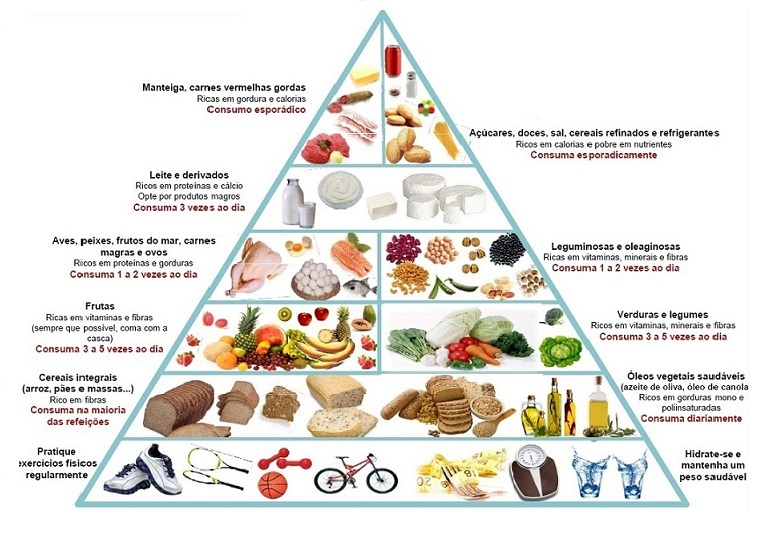 Manteiga, carnes vermelhas gordas
Ricas em gordura e calorias
Consumo esporádico
Açúcares, doces, sal, cereais refinados e refrigerantes
Ricos em calorias e pobre em nutrientes
Consuma esporadicamente
Leite e derivados
Ricos em proteínas e cálcio
Opte por produtos magros
Consuma 3 vezes ao dia
Aves, peixes, frutos do mar, carnes
magras e ovos
Ricos em proteínas e gorduras
Consuma 1 a 2 vezes ao dia
Leguminosas e oleaginosas
Ricas em vitaminas, minerais e fibras
Consuma 1 a 2 vezes ao dia
Frutas
Ricas em vitaminas e fibras
(sempre que possível, coma com a
casca)
Consuma 3 a 5 vezes ao dia
Verduras e legumes
Ricos em vitaminas, minerais e fibras
Consuma 3 a 5 vezes ao dia
Cereais integrais
(arroz, pães e massas...)
Rico em fibras
Consuma na maioria
das refeições
Óleos vegetais saudáveis
(azeite de oliva, óleo de canola
Ricos em gorduras mono e
poliinsaturadas
Consuma diariamente
Pratique
exercícios físicos
regularmente
Hidrate-se e
mantenha um
peso saudável